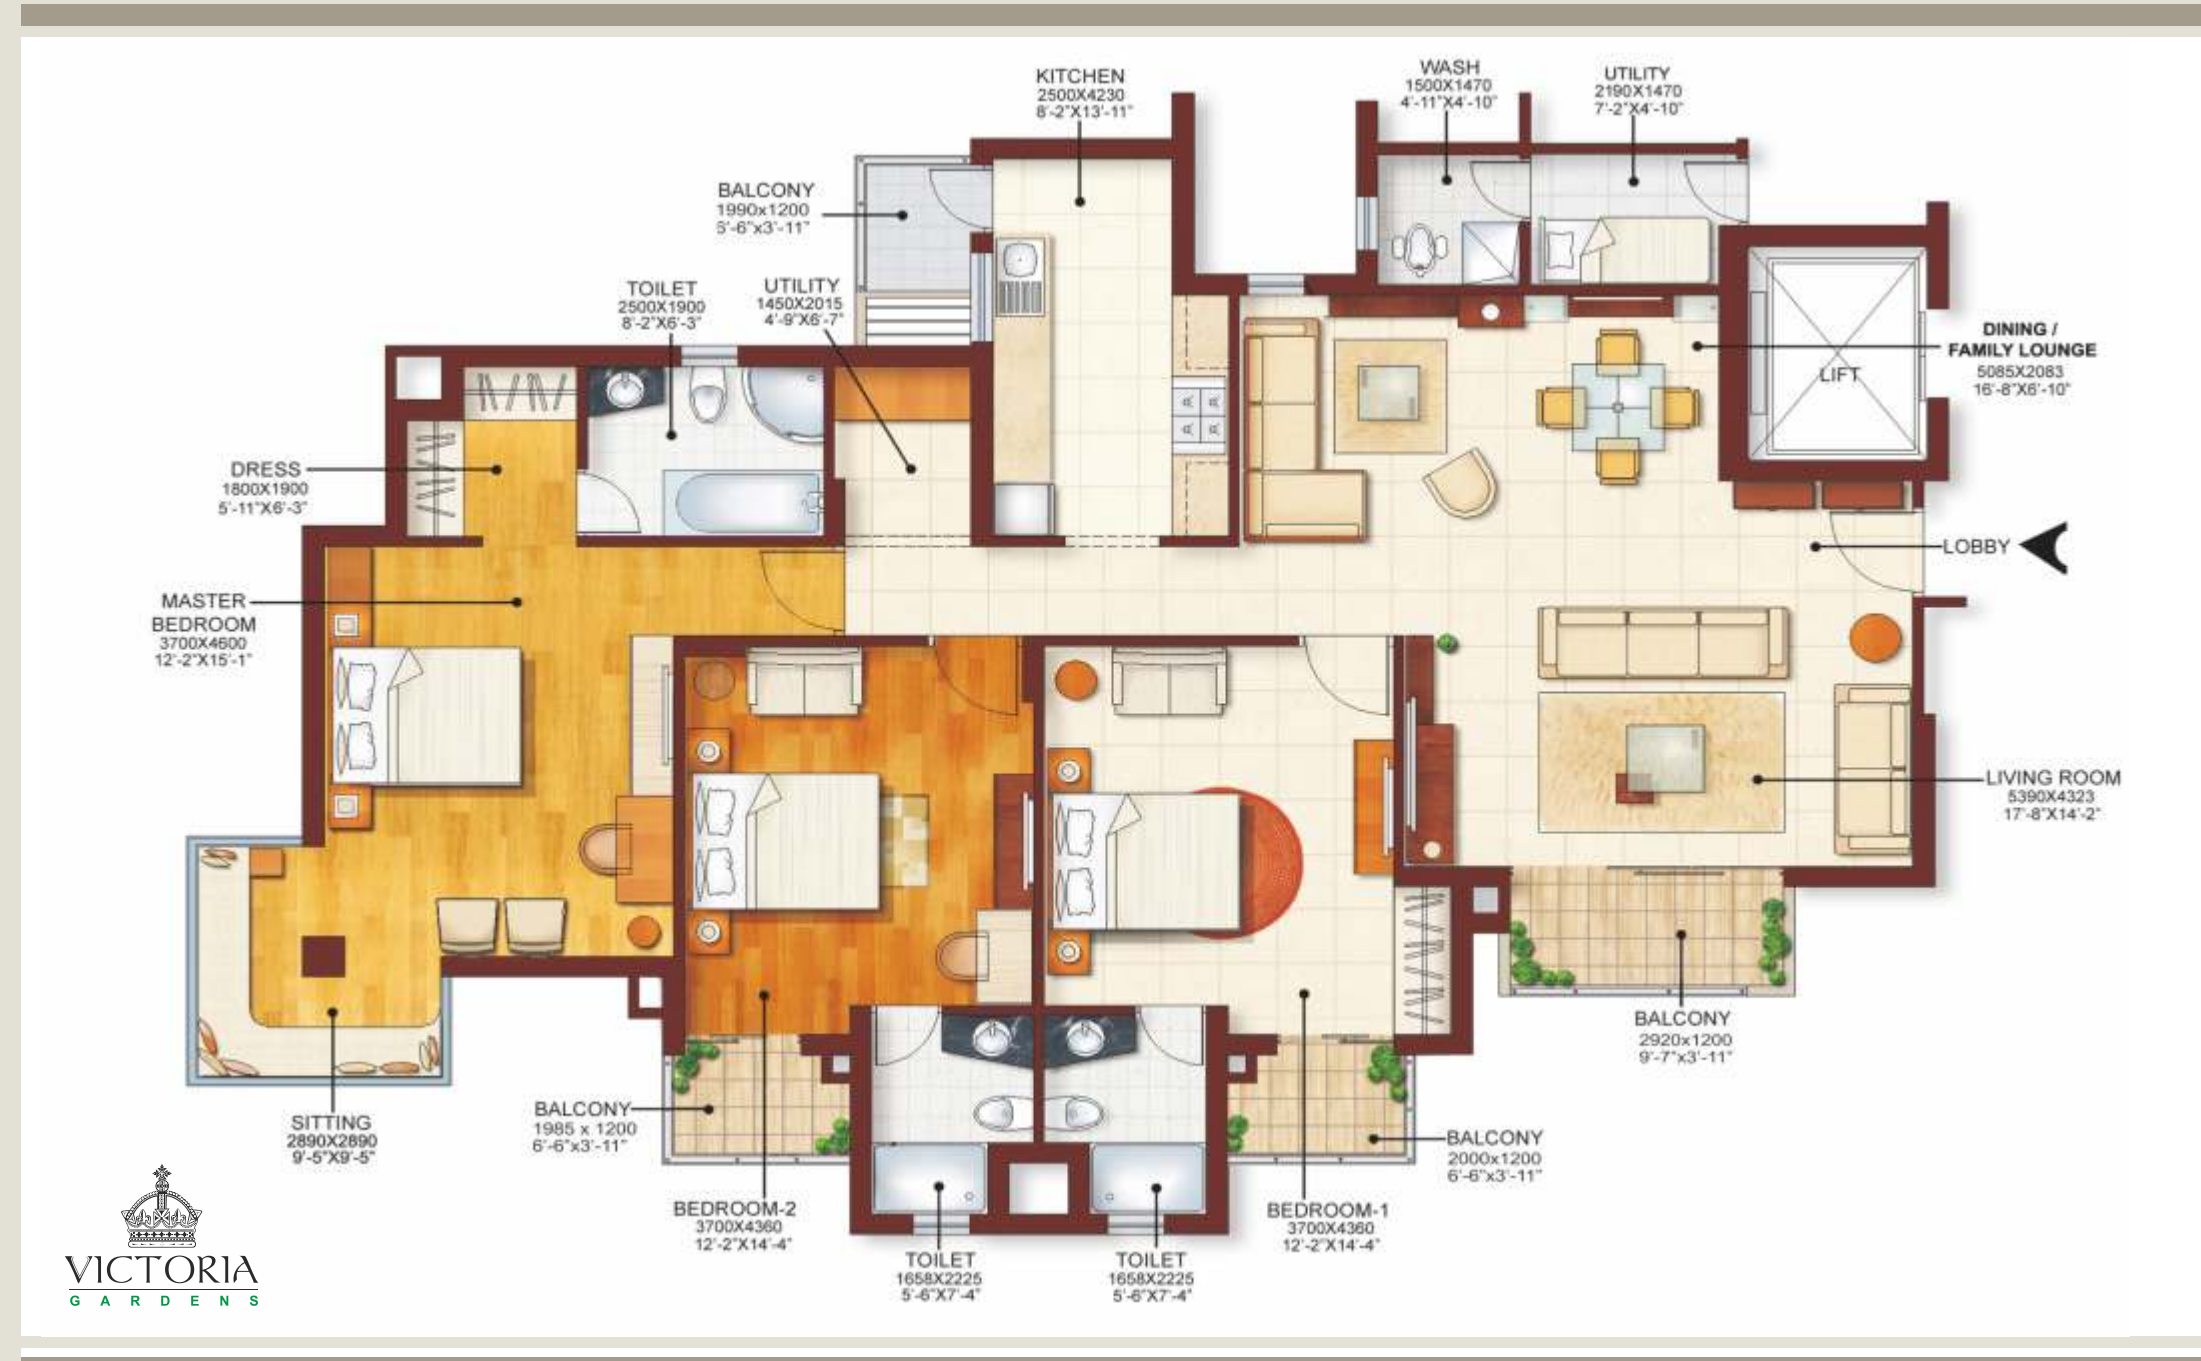 KITCHEN
2500X4230
8'-2"X13'-11"
WASH
1500X1470
4'-11"X4'-10"
UTILITY
2190X1470
7'-2"X4'-10"
BALCONY
1990x1200
6'-6"x3'-11"
TOILET
2500X1900
8'-2"X6'-3"
UTILITY
1450X2015
4'-9"X6'-7"
DINING /
FAMILY LOUNGE
5085X2083
16'-8"X6'-10"
LIFT
DRESS
1800X1900
5'-11"X6'-3"
LOBBY
MASTER
BEDROOM
3700X4600
12'-2"X15'-1"
LIVING ROOM
5390X4323
17'-8"X14'-2"
BALCONY
2920x1200
9'-7"x3'-11"
SITTING
2890X2890
9'-5"X9'-5"
BALCONY
1985 x 1200
6'-6"x3'-11"
BALCONY
2000x1200
6'-6"x3'-11"
BEDROOM-2
3700X4360
12'-2"X14'-4"
BEDROOM-1
3700X4360
12'-2"X14'-4"
TOILET
1658X2225
5'-6"X7'-4"
TOILET
1658X2225
5'-6"X7'-4"
VICTORIA
GARDENS